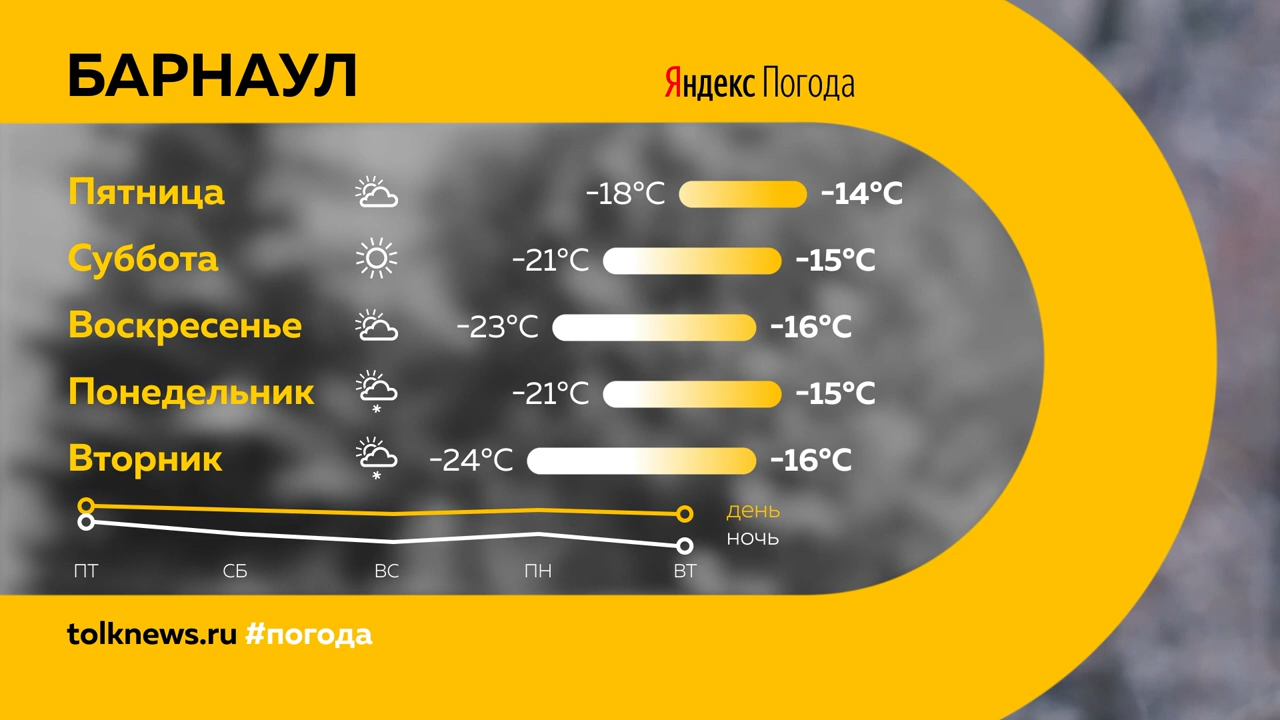 БАРНАУЛ
Яндекс Погода
Пятница -18°C -14°C
Суббота -21°C -15°C
Воскресенье -23°C -16°C
Понедельник -21°C -15°C
Вторник -24°C -16°C
день
ночь
ПТ СБ ВС ПН ВТ
tolknews.ru #погода